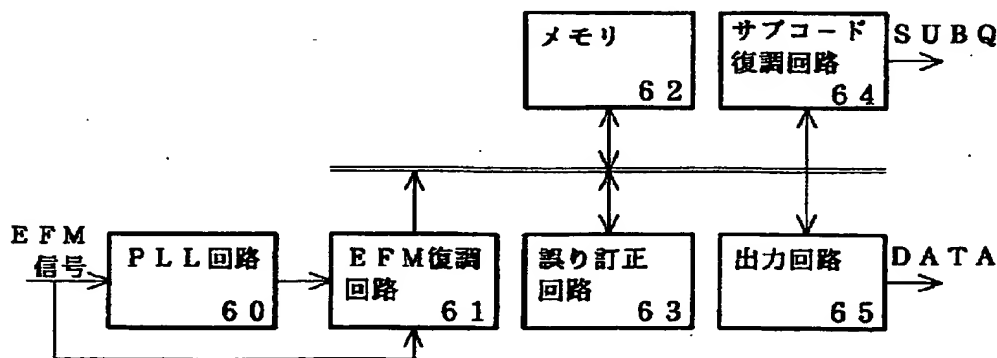 メモリ
62
サブコード
復調回路
64
SUBQ
EFM
信号
PLL回路
60
EFM復調
回路
61
誤り訂正
回路
63
出力回路
65
DATA